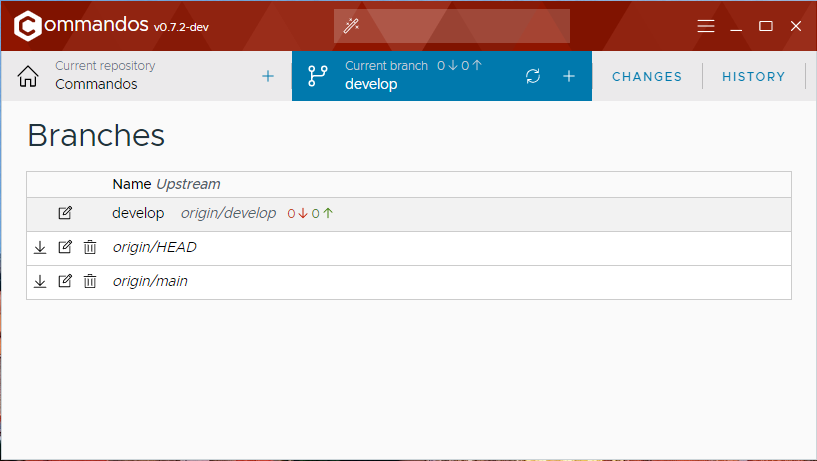 Commandos v0.7.2-dev
Current repository
Commandos
Current branch 0↓0↑
develop
CHANGES
HISTORY
Branches
Name Upstream
develop origin/develop 0↓0↑
origin/HEAD
origin/main